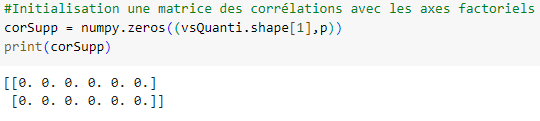 #Initialisation une matrice des corrélations avec les axes factoriels
corSupp = numpy.zeros((vsQuanti.shape[1],p))
print(corSupp)
[[0. 0. 0. 0. 0. 0.]
 [0. 0. 0. 0. 0. 0.]]